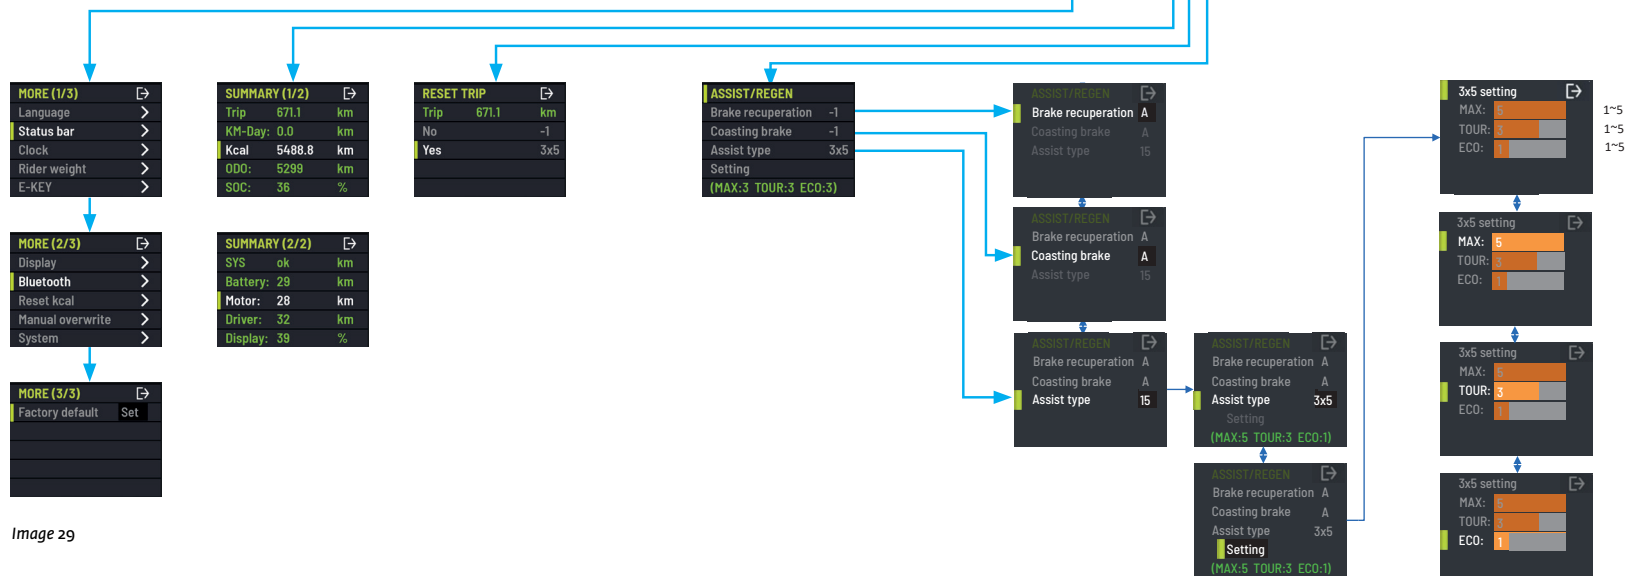 MORE (1/3)
Language
Status bar
Clock
Rider weight
E-KEY
MORE (2/3)
Display
Bluetooth
Reset kcal
Manual overwrite
System
MORE (3/3)
Factory default Set
Image 29
SUMMARY (1/2)
Trip 671.1 km
KM-Day: 0.0 km
Kcal 5488.8 km
ODO: 5299 km
SOC: 36 %
SUMMARY (2/2)
SYS ok km
Battery: 29 km
Motor: 28 km
Driver: 32 km
Display: 39 %
RESET TRIP
Trip 671.1 km
No -1
Yes 3x5
ASSIST/REGEN
Brake recuperation -1
Coasting brake -1
Assist type 3x5
Setting
(MAX:3 TOUR:3 ECO:3)
ASSIST/REGEN
Brake recuperation A
Coasting brake A
Assist type 15
ASSIST/REGEN
Brake recuperation A
Coasting brake A
Assist type 15
ASSIST/REGEN
Brake recuperation A
Coasting brake A
Assist type 15
ASSIST/REGEN
Brake recuperation A
Coasting brake A
Assist type 3x5
Setting
(MAX:5 TOUR:3 ECO:1)
ASSIST/REGEN
Brake recuperation A
Coasting brake A
Assist type 3x5
Setting
(MAX:5 TOUR:3 ECO:1)
3x5 setting
MAX: 5 1~5
TOUR: 3 1~5
ECO: 1 1~5
3x5 setting
MAX: 5
TOUR: 3
ECO: 1
3x5 setting
MAX: 5
TOUR: 3
ECO: 1
3x5 setting
MAX: 5
TOUR: 3
ECO: 1